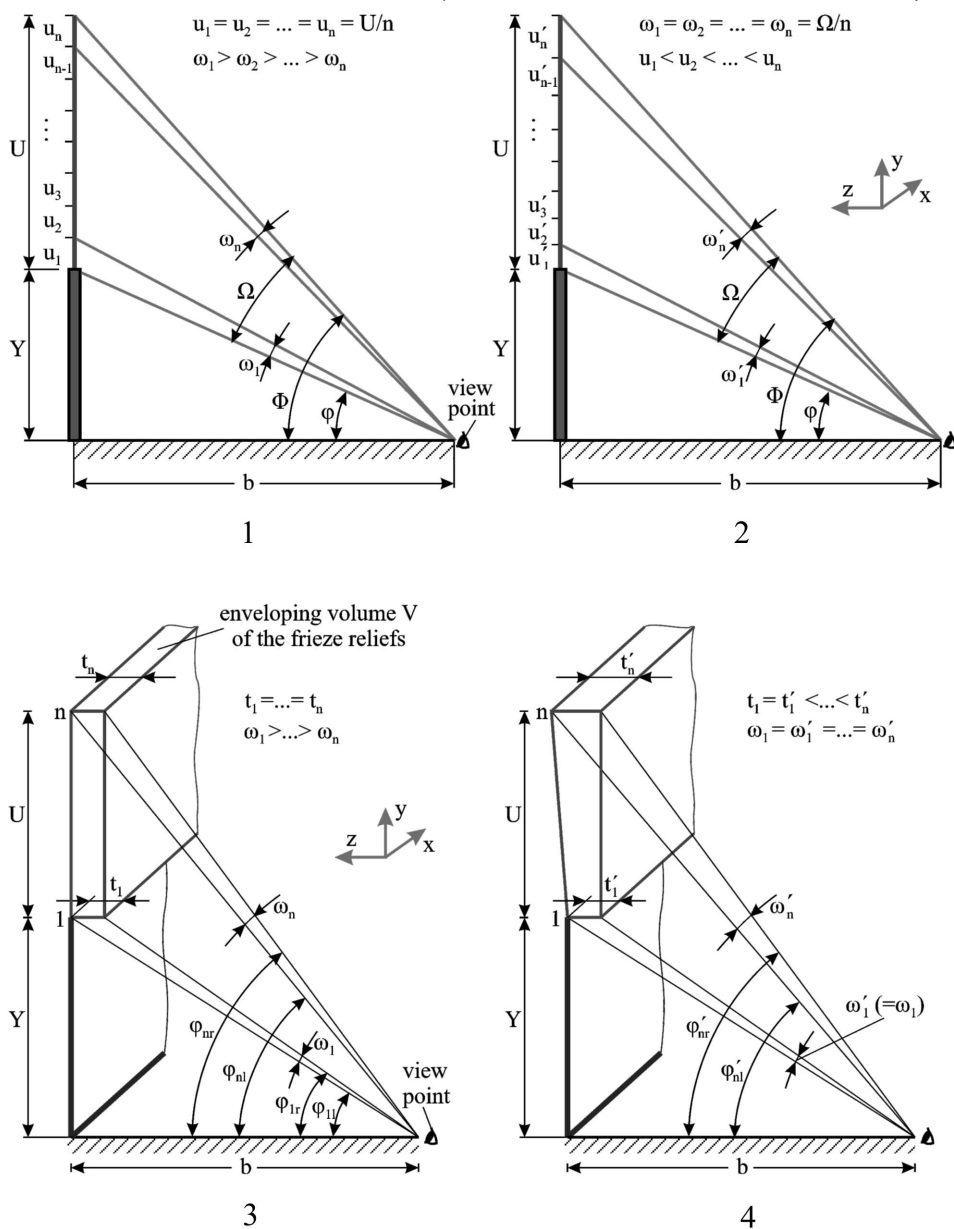 u₁ = u₂ = ... = uₙ = U/n
ω₁ > ω₂ > ... > ωₙ
uₙ
uₙ₋₁
⋮
U
u₃
u₂
u₁
Y
ωₙ
Ω
ω₁
Φ
φ
view
point
b
1
ω₁ = ω₂ = ... = ωₙ = Ω/n
u₁ < u₂ < ... < uₙ
u′ₙ
u′ₙ₋₁
⋮
U
u′₃
u′₂
u′₁
Y
y
z
x
ω′ₙ
Ω
ω′₁
Φ
φ
b
2
enveloping volume V
of the frieze reliefs
tₙ
t₁ = ... = tₙ
ω₁ > ... > ωₙ
n
U
t₁
1
y
z
x
ωₙ
Y
φₙᵣ
φₙₗ
ω₁
φ₁ᵣ
φ₁ₗ
view
point
b
3
t′ₙ
t₁ = t′₁ < ... < t′ₙ
ω₁ = ω′₁ = ... = ω′ₙ
n
U
t′₁
1
ω′ₙ
Y
φ′ₙᵣ
φ′ₙₗ
ω′₁ (=ω₁)
b
4